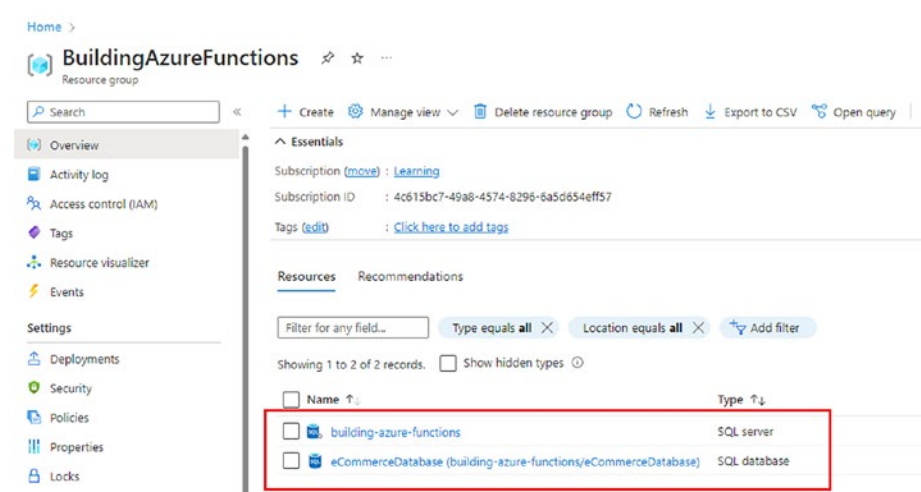 Home >
BuildingAzureFunctions
Resource group
Search
«
Create
Manage view
Delete resource group
Refresh
Export to CSV
Open query
Overview
Activity log
Access control (IAM)
Tags
Resource visualizer
Events
Settings
Deployments
Security
Policies
Properties
Locks
Essentials
Subscription (move) : Learning
Subscription ID : 4c615bc7-49a8-4574-8296-6a5d654eff57
Tags (edit) : Click here to add tags
Resources Recommendations
Filter for any field... Type equals all Location equals all Add filter
Showing 1 to 2 of 2 records. Show hidden types
Name ↑↓ Type ↑↓
building-azure-functions SQL server
eCommerceDatabase (building-azure-functions/eCommerceDatabase) SQL database